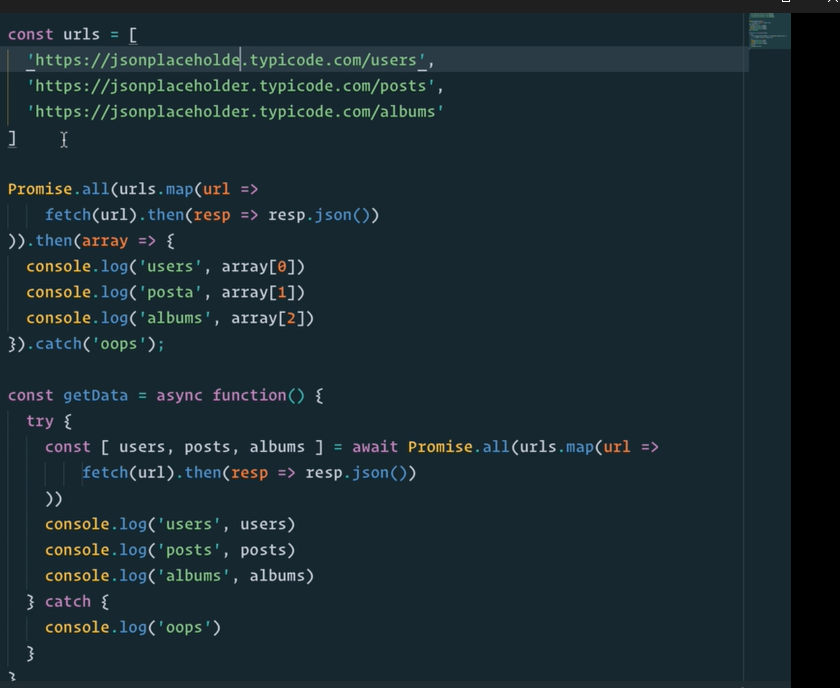 const urls = [
  'https://jsonplaceholde.typicode.com/users',
  'https://jsonplaceholder.typicode.com/posts',
  'https://jsonplaceholder.typicode.com/albums'
]
Promise.all(urls.map(url =>
    fetch(url).then(resp => resp.json())
)).then(array => {
  console.log('users', array[0])
  console.log('posta', array[1])
  console.log('albums', array[2])
}).catch('oops');
const getData = async function() {
  try {
    const [ users, posts, albums ] = await Promise.all(urls.map(url =>
        fetch(url).then(resp => resp.json())
    ))
    console.log('users', users)
    console.log('posts', posts)
    console.log('albums', albums)
  } catch {
    console.log('oops')
  }
}